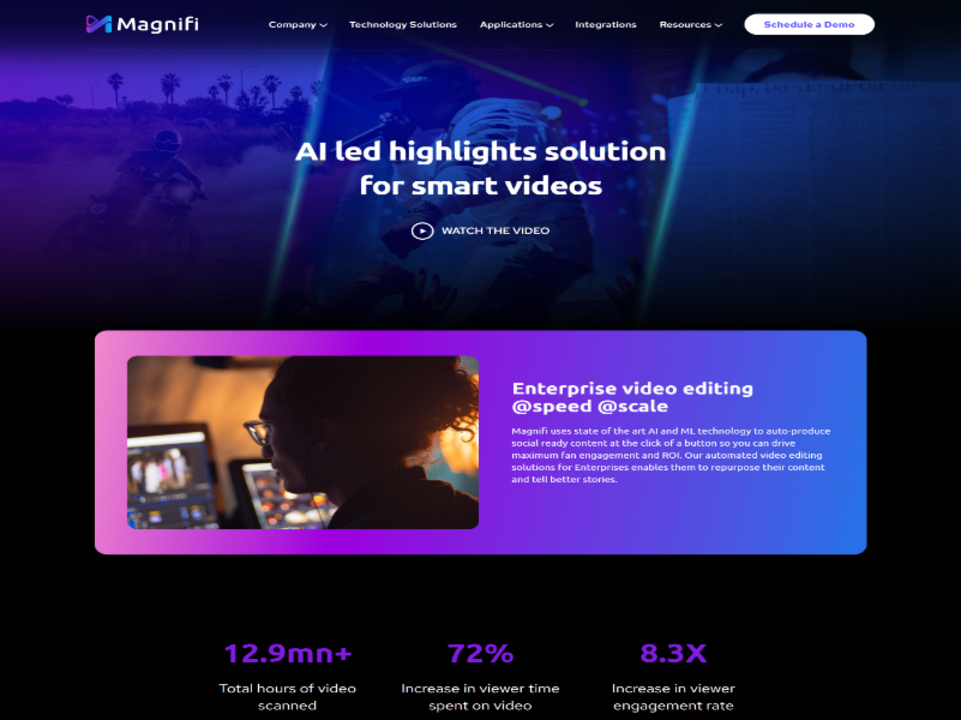 Magnifi
Company
Technology Solutions
Applications
Integrations
Resources
Schedule a Demo
AI led highlights solution
for smart videos
WATCH THE VIDEO
Enterprise video editing
@speed @scale
Magnifi uses state of the art AI and ML technology to auto-produce
social ready content at the click of a button so you can drive
maximum fan engagement and ROI. Our automated video editing
solutions for Enterprises enables them to repurpose their content
and tell better stories.
12.9mn+
Total hours of video
scanned
72%
Increase in viewer time
spent on video
8.3X
Increase in viewer
engagement rate